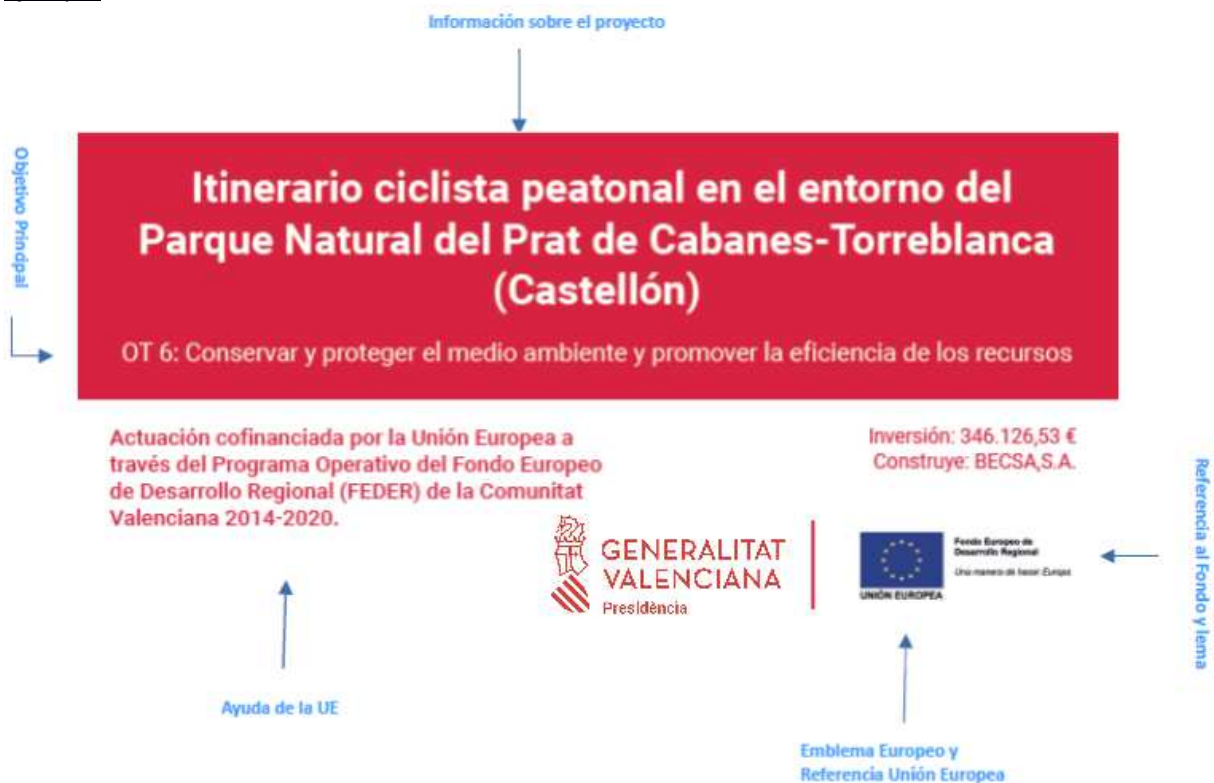 Información sobre el proyecto
Objetivo Principal
Itinerario ciclista peatonal en el entorno del
Parque Natural del Prat de Cabanes-Torreblanca
(Castellón)
OT 6: Conservar y proteger el medio ambiente y promover la eficiencia de los recursos
Actuación cofinanciada por la Unión Europea a
través del Programa Operativo del Fondo Europeo
de Desarrollo Regional (FEDER) de la Comunitat
Valenciana 2014-2020.
Inversión: 346.126,53 €
Construye: BECSA,S.A.
GENERALITAT
VALENCIANA
Presidència
UNIÓN EUROPEA
Fondo Europeo de
Desarrollo Regional
Una manera de hacer Europa
Referencia al Fondo y lema
Ayuda de la UE
Emblema Europeo y
Referencia Unión Europea